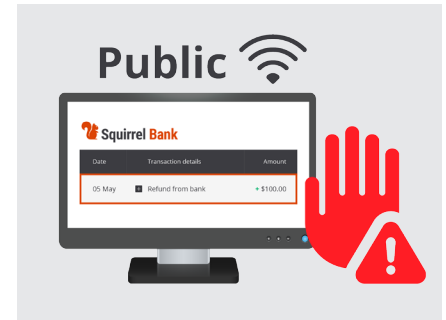 Public
Squirrel Bank
Date Transaction details Amount
05 May Refund from bank + $100.00